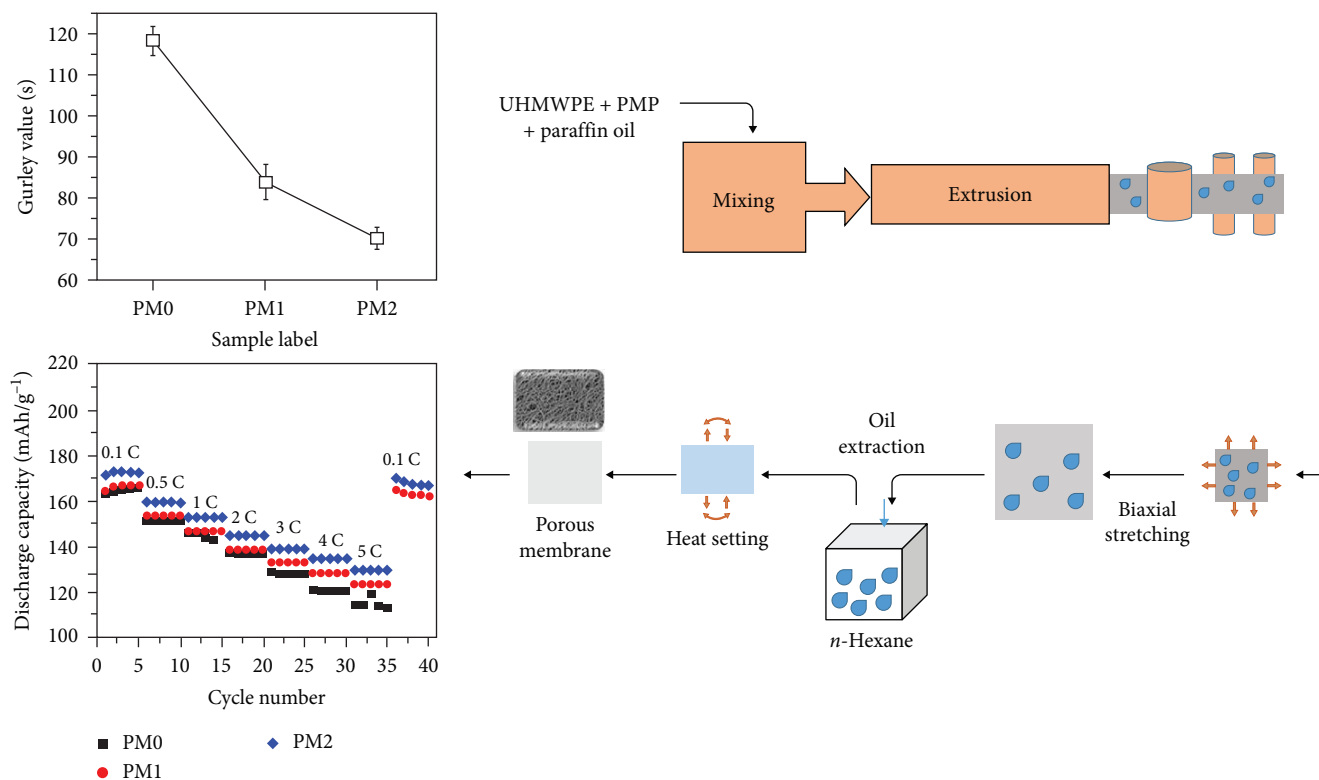 120
110
100
90
80
70
60
Gurley value (s)
PM0
PM1
PM2
Sample label
UHMWPE + PMP
+ paraffin oil
Mixing
Extrusion
220
200
180
160
140
120
100
Discharge capacity (mAh/g⁻¹)
0.1 C
0.5 C
1 C
2 C
3 C
4 C
5 C
0.1 C
0
5
10
15
20
25
30
35
40
Cycle number
PM0
PM1
PM2
Porous
membrane
Heat setting
Oil
extraction
n-Hexane
Biaxial
stretching